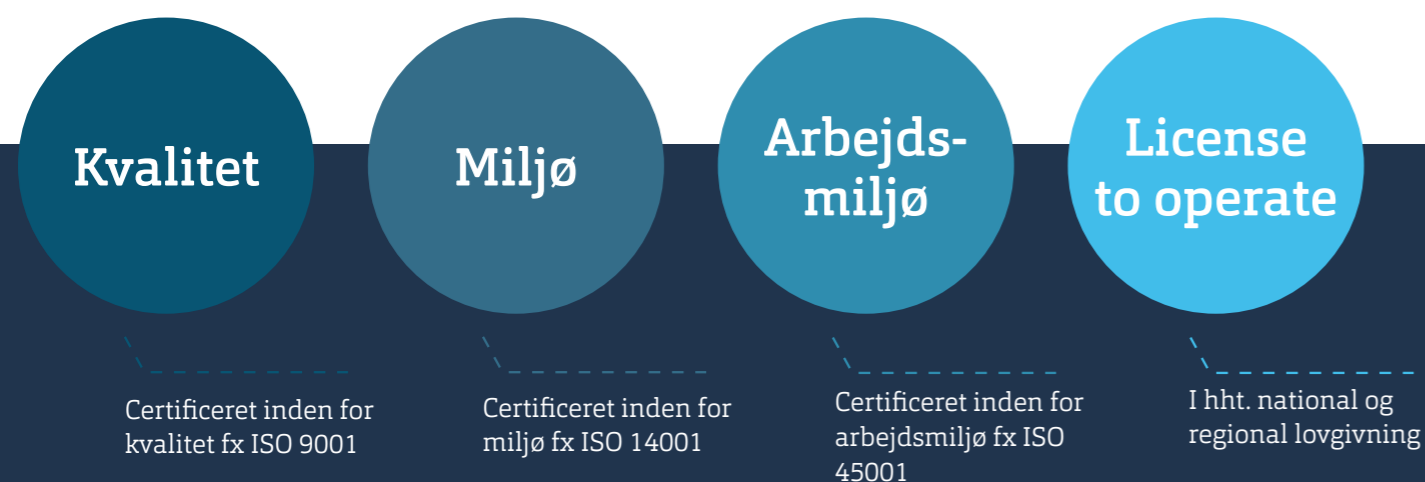 Kvalitet
Miljø
Arbejds-
miljø
License
to operate
Certificeret inden for
kvalitet fx ISO 9001
Certificeret inden for
miljø fx ISO 14001
Certificeret inden for
arbejdsmiljø fx ISO
45001
I hht. national og
regional lovgivning